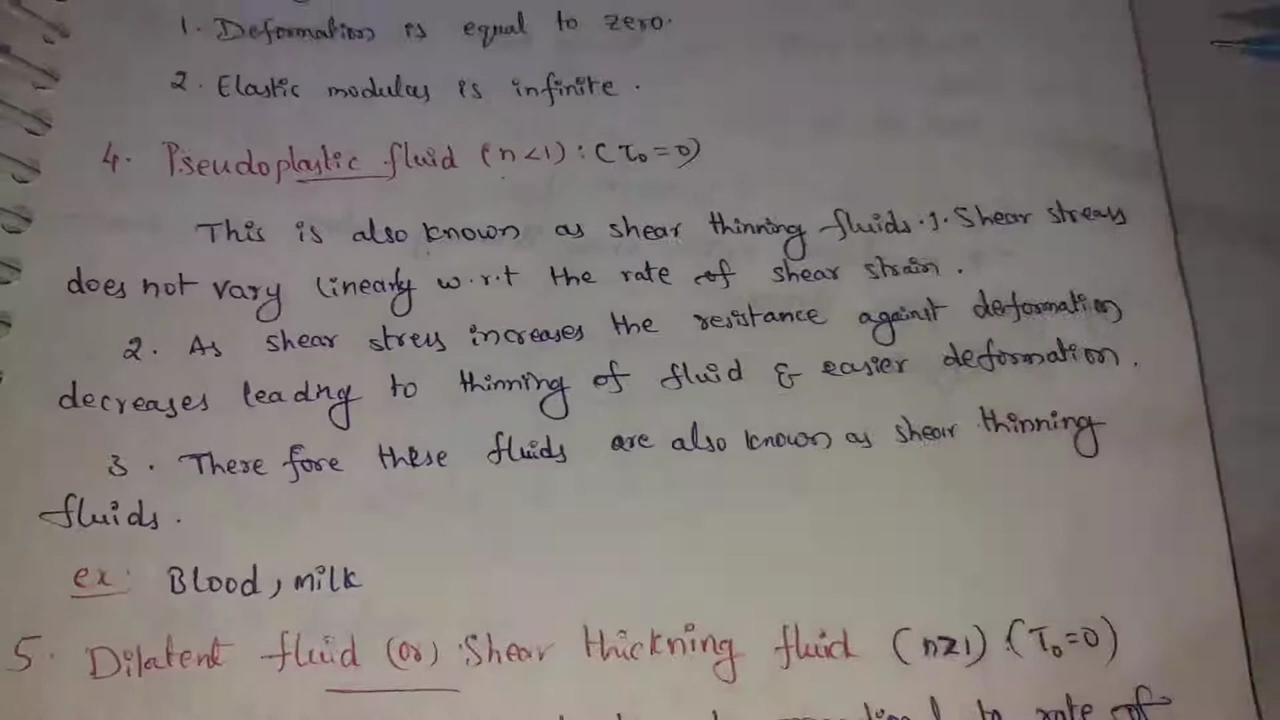 1. Deformation is equal to zero.
2. Elastic modulus is infinite.
4. Pseudoplastic fluid (n<1) : (τ₀=0)
This is also known as shear thinning fluids. 1. Shear stress
does not vary linearly w.r.t the rate of shear strain.
2. As shear stress increases the resistance against deformation
decreases leadng to thinning of fluid & easier deformation.
3. There fore these fluids are also known as shear thinning
fluids.
ex: Blood, milk
5. Dilatent fluid (or) Shear thickning fluid (n>1) (τ₀=0)
to rate of